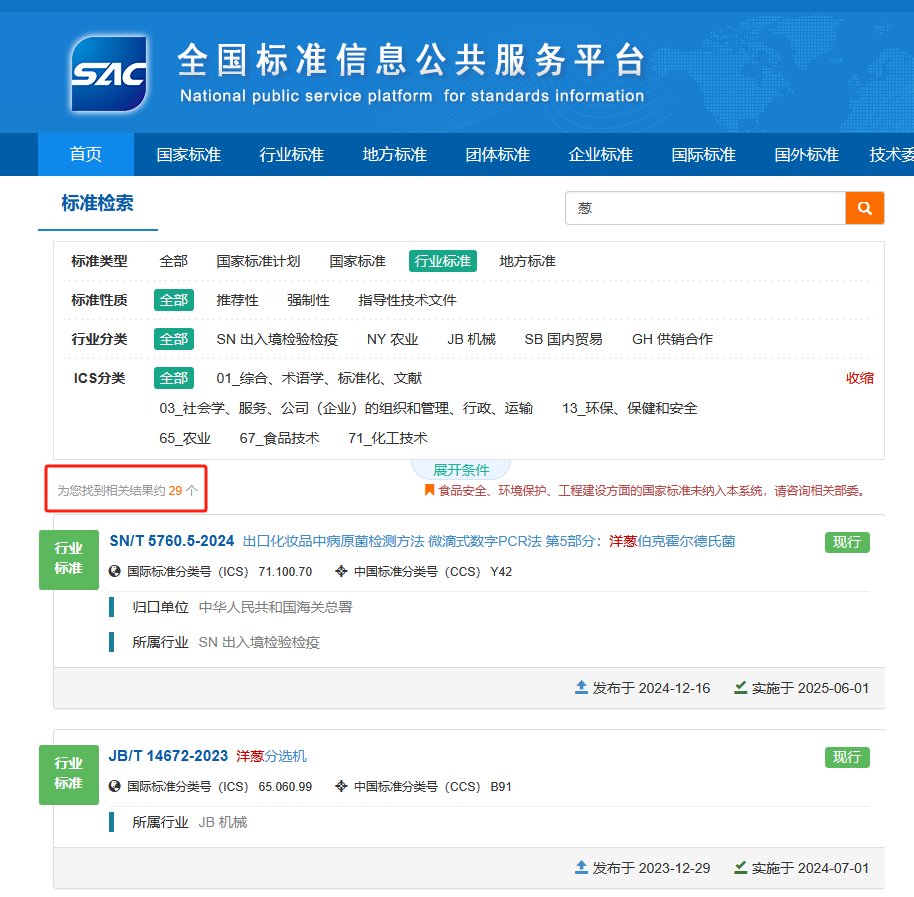 SAC
全国标准信息公共服务平台
National public service platform for standards information
首页 国家标准 行业标准 地方标准 团体标准 企业标准 国际标准 国外标准 技术委
标准检索
葱
标准类型 全部 国家标准计划 国家标准 行业标准 地方标准
标准性质 全部 推荐性 强制性 指导性技术文件
行业分类 全部 SN 出入境检验检疫 NY 农业 JB 机械 SB 国内贸易 GH 供销合作
ICS分类 全部 01_综合、术语学、标准化、文献 收缩
03_社会学、服务、公司（企业）的组织和管理、行政、运输 13_环保、保健和安全
65_农业 67_食品技术 71_化工技术
展开条件
为您找到相关结果约 29 个
食品安全、环境保护、工程建设方面的国家标准未纳入本系统，请咨询相关部委。
行业
标准
SN/T 5760.5-2024 出口化妆品中病原菌检测方法 微滴式数字PCR法 第5部分：洋葱伯克霍尔德氏菌 现行
国际标准分类号（ICS） 71.100.70 中国标准分类号（CCS） Y42
归口单位 中华人民共和国海关总署
所属行业 SN 出入境检验检疫
发布于 2024-12-16 实施于 2025-06-01
行业
标准
JB/T 14672-2023 洋葱分选机 现行
国际标准分类号（ICS） 65.060.99 中国标准分类号（CCS） B91
所属行业 JB 机械
发布于 2023-12-29 实施于 2024-07-01